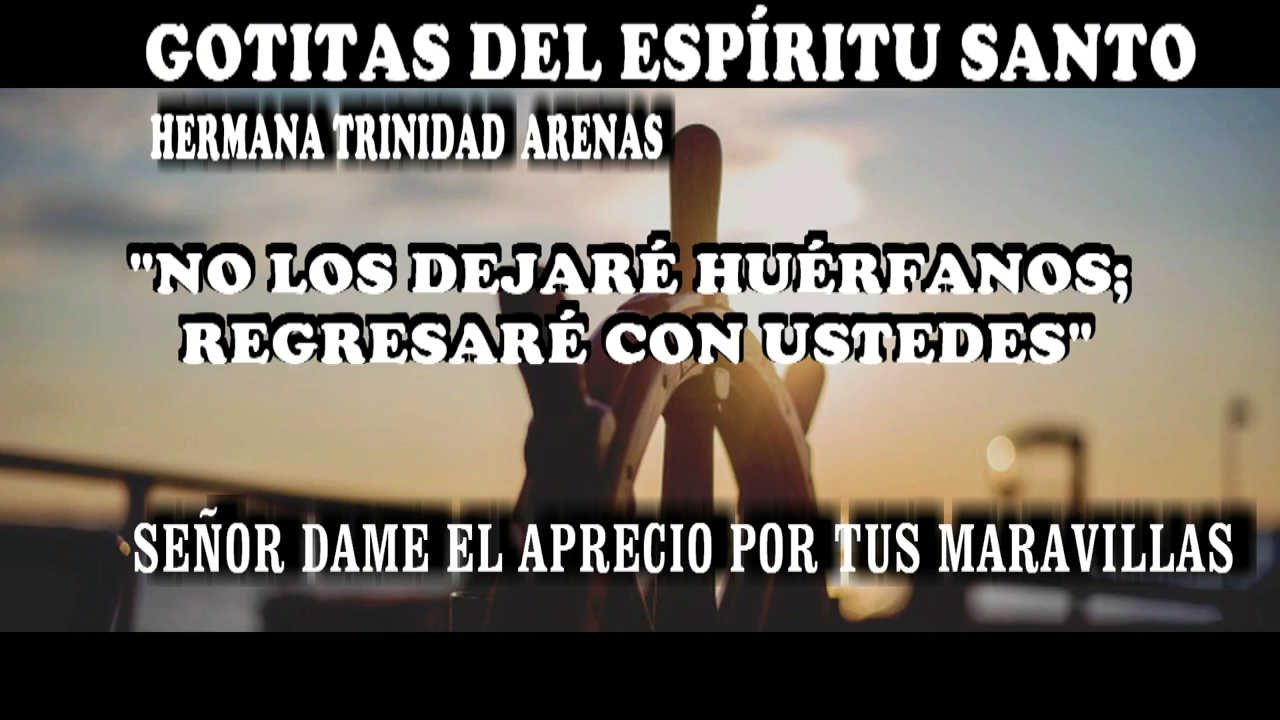 GOTITAS DEL ESPÍRITU SANTO
HERMANA TRINIDAD ARENAS
"NO LOS DEJARÉ HUÉRFANOS;
REGRESARÉ CON USTEDES"
SEÑOR DAME EL APRECIO POR TUS MARAVILLAS